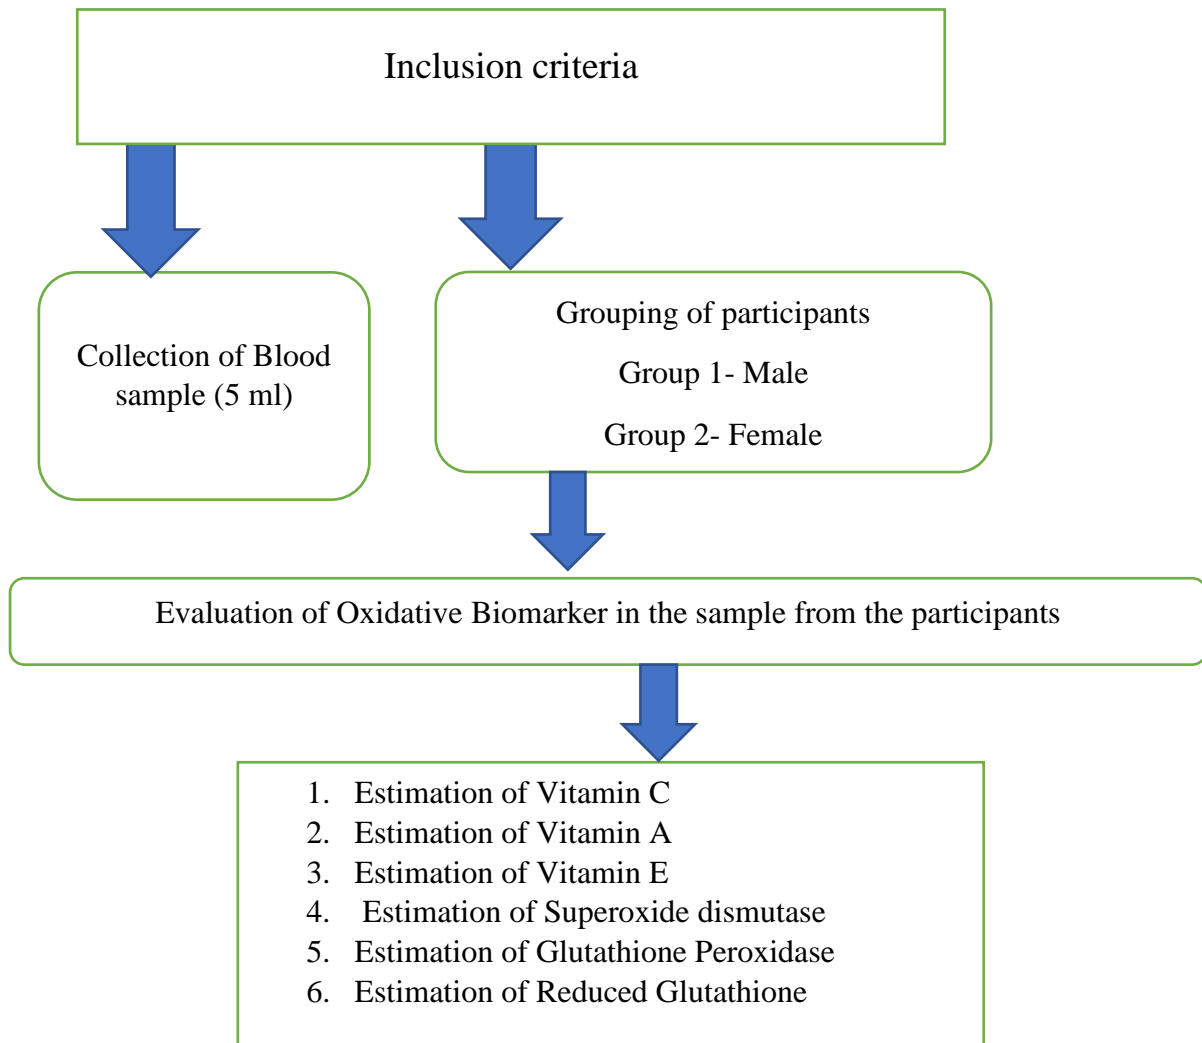 Inclusion criteria
Collection of Blood
sample (5 ml)
Grouping of participants
Group 1- Male
Group 2- Female
Evaluation of Oxidative Biomarker in the sample from the participants
1. Estimation of Vitamin C
2. Estimation of Vitamin A
3. Estimation of Vitamin E
4. Estimation of Superoxide dismutase
5. Estimation of Glutathione Peroxidase
6. Estimation of Reduced Glutathione